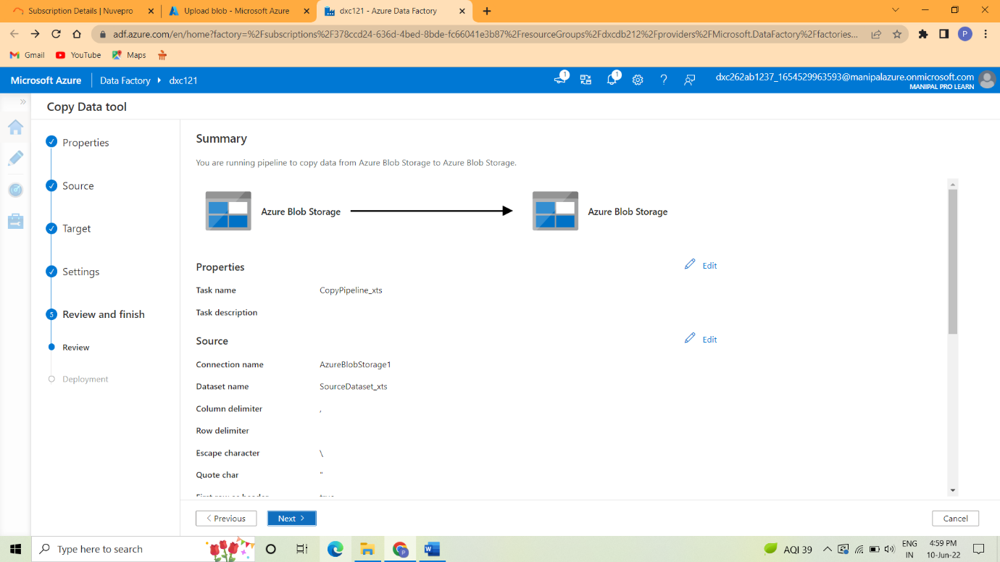 Subscription Details | Nuvepro
Upload blob - Microsoft Azure
dxc121 - Azure Data Factory
adf.azure.com/en/home?factory=%2Fsubscriptions%2F378ccd24-636d-4bed-8bde-fc66041e3b87%2FresourceGroups%2Fdxcdb212%2Fproviders%2FMicrosoft.DataFactory%2Ffactories...
P
Gmail
YouTube
Maps
Microsoft Azure
Data Factory
dxc121
1
1
dxc262ab1237_1654529963593@manipalazure.onmicrosoft.com
MANIPAL PRO LEARN
Copy Data tool
Properties
Source
Target
Settings
5
Review and finish
Review
Deployment
Summary
You are running pipeline to copy data from Azure Blob Storage to Azure Blob Storage.
Azure Blob Storage
Azure Blob Storage
Properties
Edit
Task name CopyPipeline_xts
Task description
Source
Edit
Connection name AzureBlobStorage1
Dataset name SourceDataset_xts
Column delimiter ,
Row delimiter
Escape character \
Quote char "
First row as header true
< Previous
Next >
Cancel
Type here to search
AQI 39
ENG
IN
4:59 PM
10-Jun-22